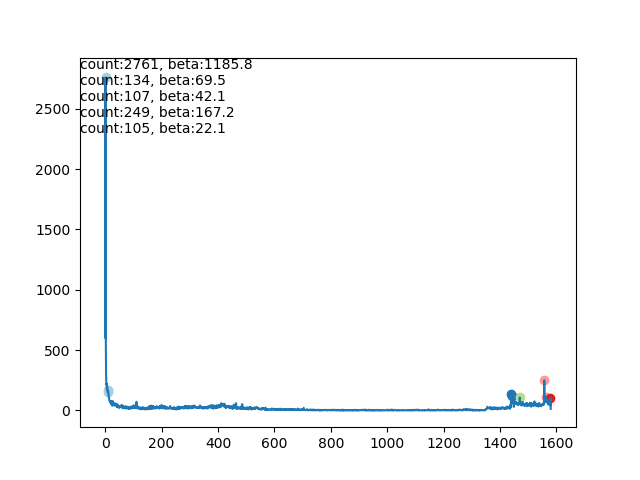 count:2761, beta:1185.8
count:134, beta:69.5
count:107, beta:42.1
count:249, beta:167.2
count:105, beta:22.1
2500
2000
1500
1000
500
0
0 200 400 600 800 1000 1200 1400 1600